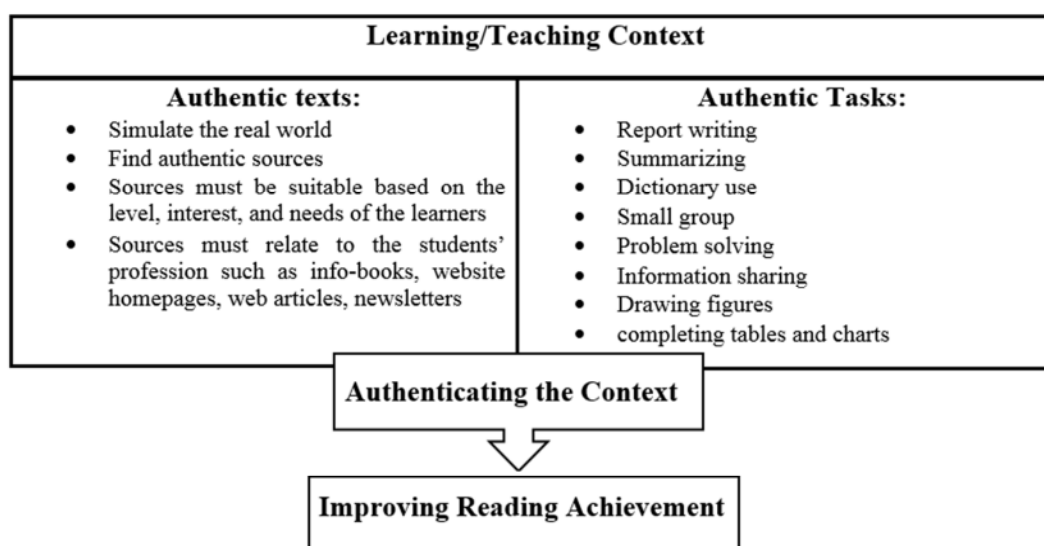 Learning/Teaching Context
Authentic texts:
• Simulate the real world
• Find authentic sources
• Sources must be suitable based on the
level, interest, and needs of the learners
• Sources must relate to the students’
profession such as info-books, website
homepages, web articles, newsletters
Authentic Tasks:
• Report writing
• Summarizing
• Dictionary use
• Small group
• Problem solving
• Information sharing
• Drawing figures
• completing tables and charts
Authenticating the Context
Improving Reading Achievement